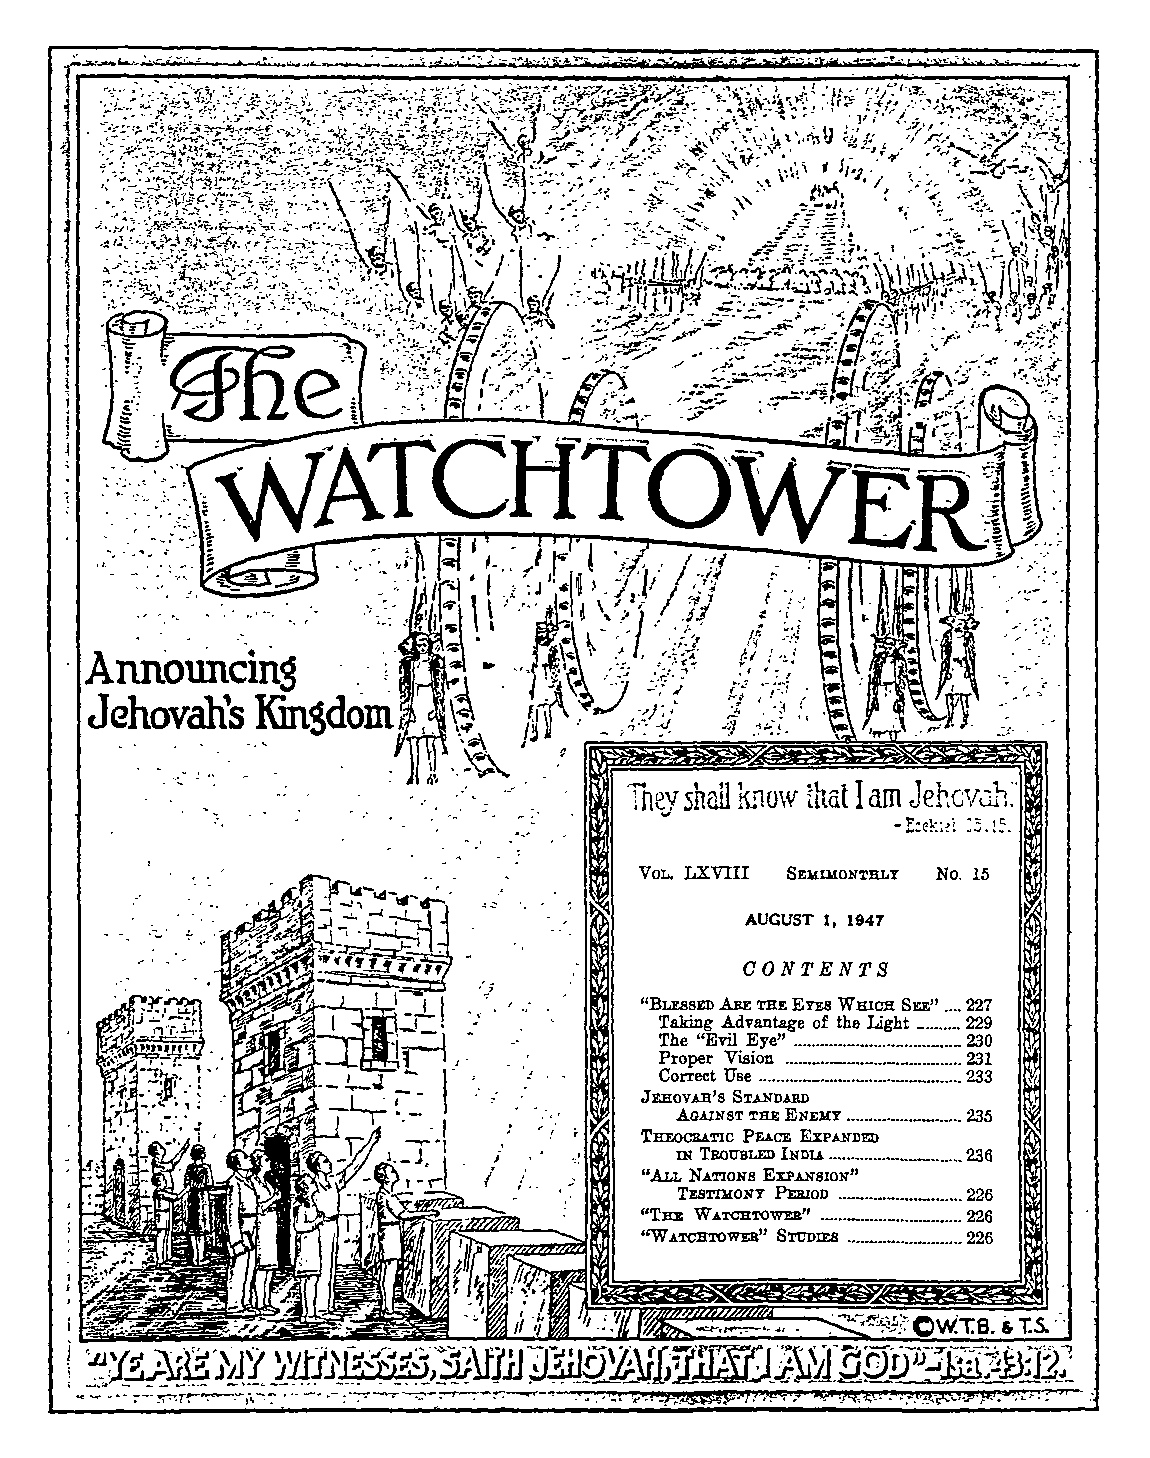 The
WATCHTOWER
Announcing
Jehovah's Kingdom
They shall know that I am Jehovah."
- Ezekiel 35:15.
VOL. LXVIII SEMIMONTHLY No. 15
AUGUST 1, 1947
CONTENTS
"BLESSED ARE THE EYES WHICH SEE" .... 227
Taking Advantage of the Light ......... 229
The "Evil Eye" ..................................... 230
Proper Vision ...................................... 231
Correct Use ........................................... 233
JEHOVAH'S STANDARD
AGAINST THE ENEMY ......................... 235
THEOCRATIC PEACE EXPANDED
IN TROUBLED INDIA ............................. 236
"ALL NATIONS EXPANSION"
TESTIMONY PERIOD ........................... 226
"THE WATCHTOWER" ............................... 226
"WATCHTOWER" STUDIES ......................... 226
©W.T.B. & T.S.
"YE ARE MY WITNESSES, SAITH JEHOVAH, THAT I AM GOD"-Isa. 43:12.